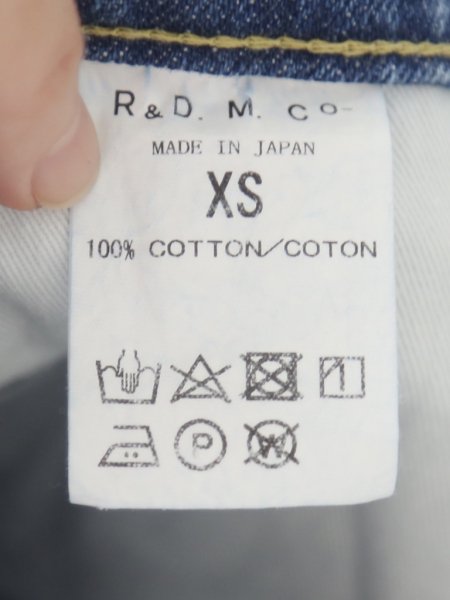 R & D. M. Co-
MADE IN JAPAN
XS
100% COTTON/COTON
P
W